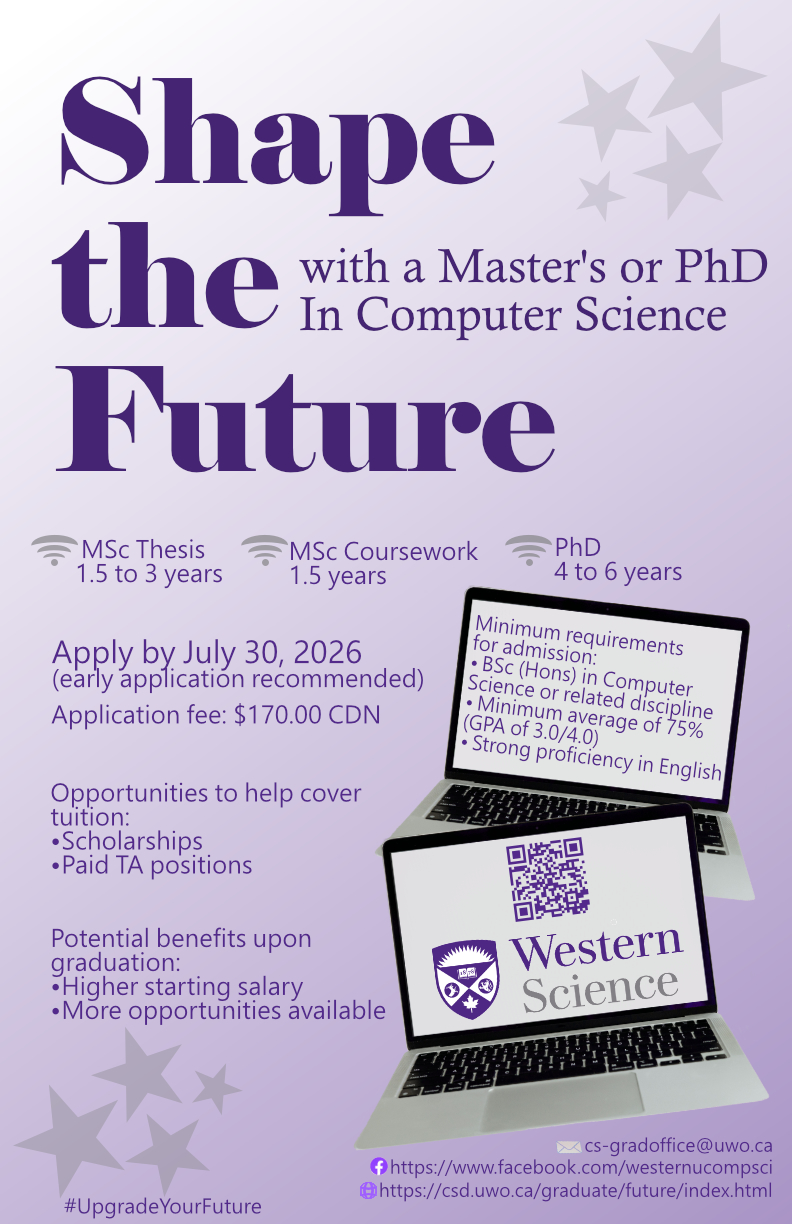 Shape
the
with a Master's or PhD
In Computer Science
Future
MSc Thesis
1.5 to 3 years
MSc Coursework
1.5 years
PhD
4 to 6 years
Apply by July 30, 2026
(early application recommended)
Application fee: $170.00 CDN
Minimum requirements
for admission:
• BSc (Hons) in Computer
Science or related discipline
• Minimum average of 75%
(GPA of 3.0/4.0)
• Strong proficiency in English
Opportunities to help cover
tuition:
•Scholarships
•Paid TA positions
Potential benefits upon
graduation:
•Higher starting salary
•More opportunities available
Western
Science
cs-gradoffice@uwo.ca
https://www.facebook.com/westernucompsci
https://csd.uwo.ca/graduate/future/index.html
#UpgradeYourFuture